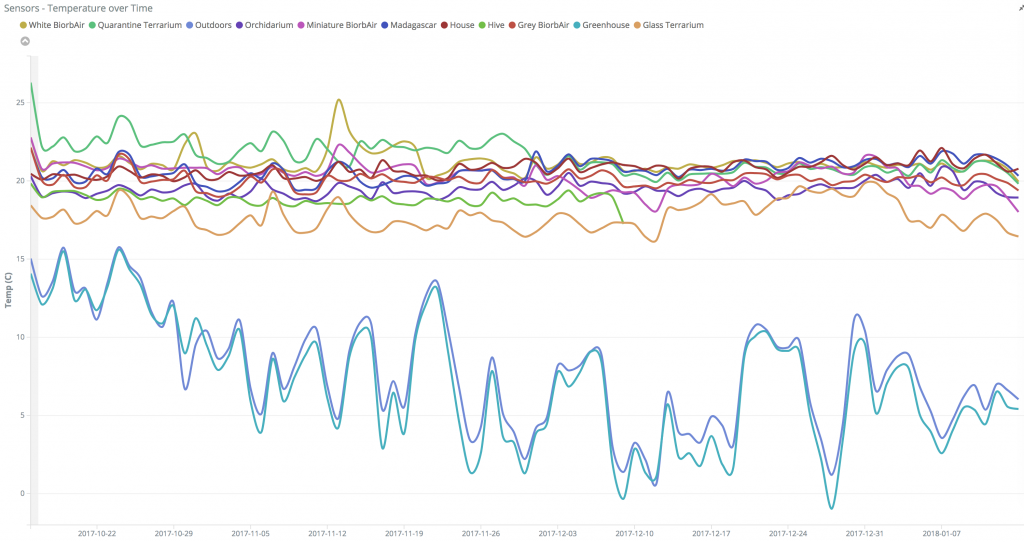 Sensors - Temperature over Time
White BiorbAir Quarantine Terrarium Outdoors Orchidarium Miniature BiorbAir Madagascar House Hive Grey BiorbAir Greenhouse Glass Terrarium
25
20
15
10
5
0
Temp (C)
2017-10-22 2017-10-29 2017-11-05 2017-11-12 2017-11-19 2017-11-26 2017-12-03 2017-12-10 2017-12-17 2017-12-24 2017-12-31 2018-01-07